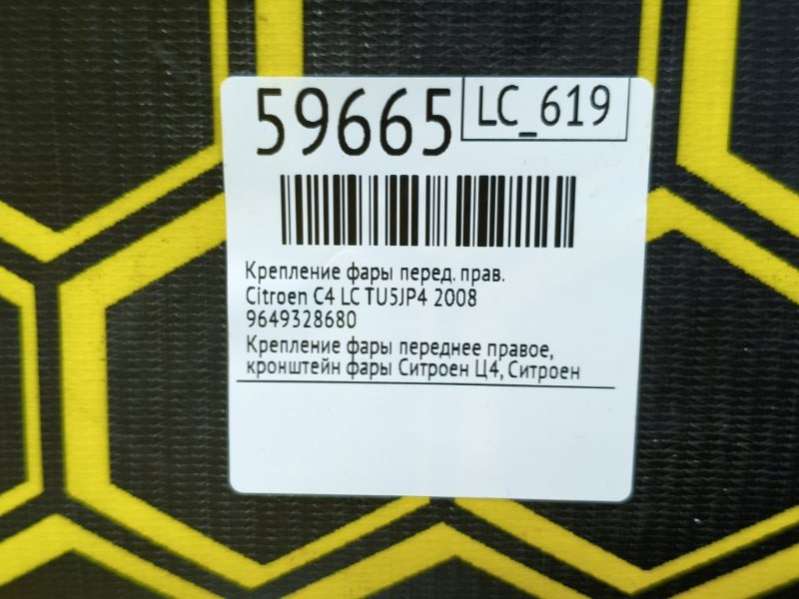 59665
LC_619
Крепление фары перед. прав.
Citroen C4 LC TU5JP4 2008
9649328680
Крепление фары переднее правое,
кронштейн фары Ситроен Ц4, Ситроен